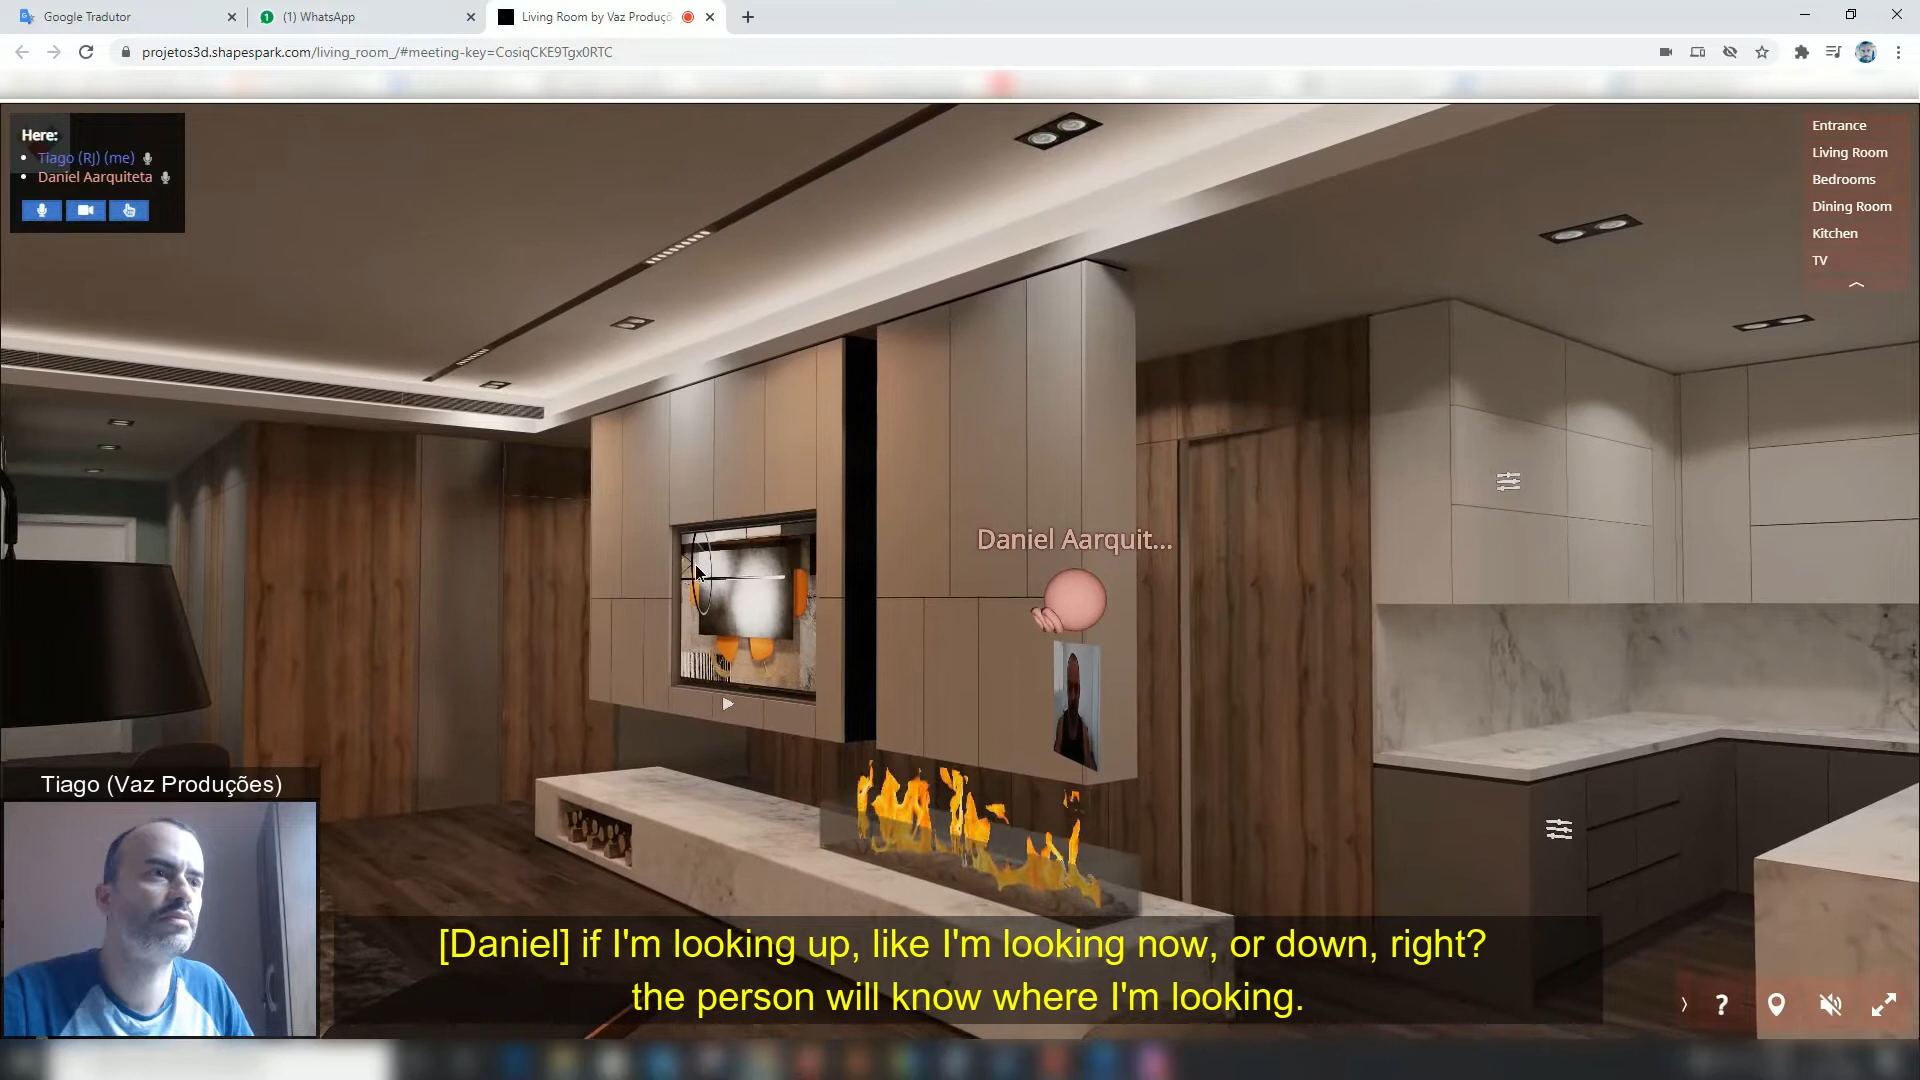 Google Tradutor
(1) WhatsApp
Living Room by Vaz Produçõ
projetos3d.shapespark.com/living_room_/#meeting-key=CosiqCKE9Tgx0RTC
Here:
Tiago (RJ) (me)
Daniel Aarquiteta
Entrance
Living Room
Bedrooms
Dining Room
Kitchen
TV
Daniel Aarquit...
Tiago (Vaz Produções)
[Daniel] if I'm looking up, like I'm looking now, or down, right?
the person will know where I'm looking.